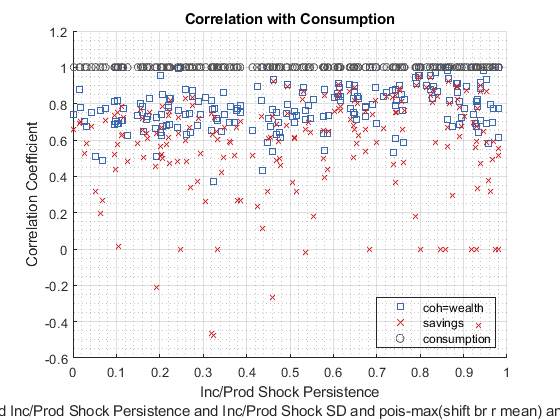 Correlation with Consumption
1.2
1
0.8
0.6
0.4
0.2
0
-0.2
-0.4
-0.6
Correlation Coefficient
coh=wealth
savings
consumption
0 0.1 0.2 0.3 0.4 0.5 0.6 0.7 0.8 0.9 1
Inc/Prod Shock Persistence
d Inc/Prod Shock Persistence and Inc/Prod Shock SD and pois-max(shift br r mean) ar